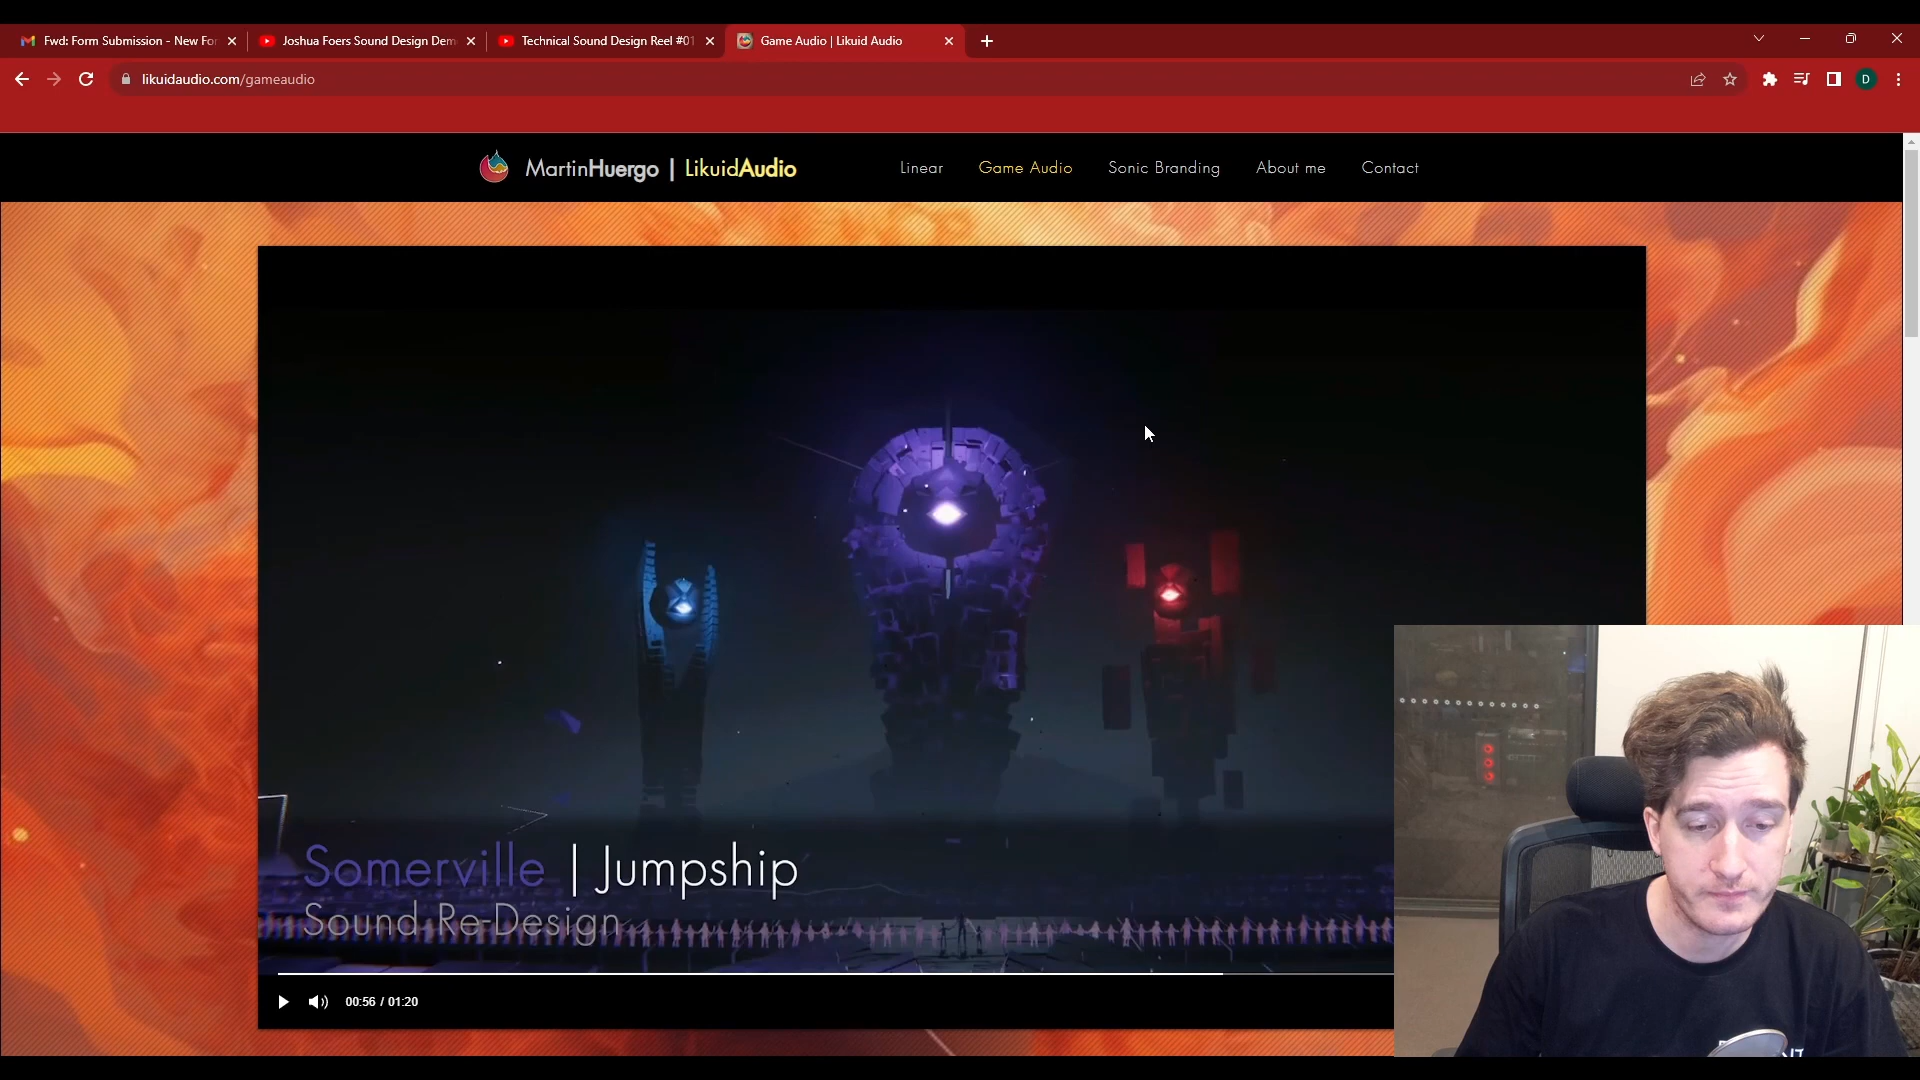 Fwd: Form Submission - New For
Joshua Foers Sound Design Dem
Technical Sound Design Reel #01
Game Audio | Likuid Audio
likuidaudio.com/gameaudio
D
MartinHuergo | LikuidAudio
Linear
Game Audio
Sonic Branding
About me
Contact
Somerville | Jumpship
Sound Re-Design
00:56 / 01:20